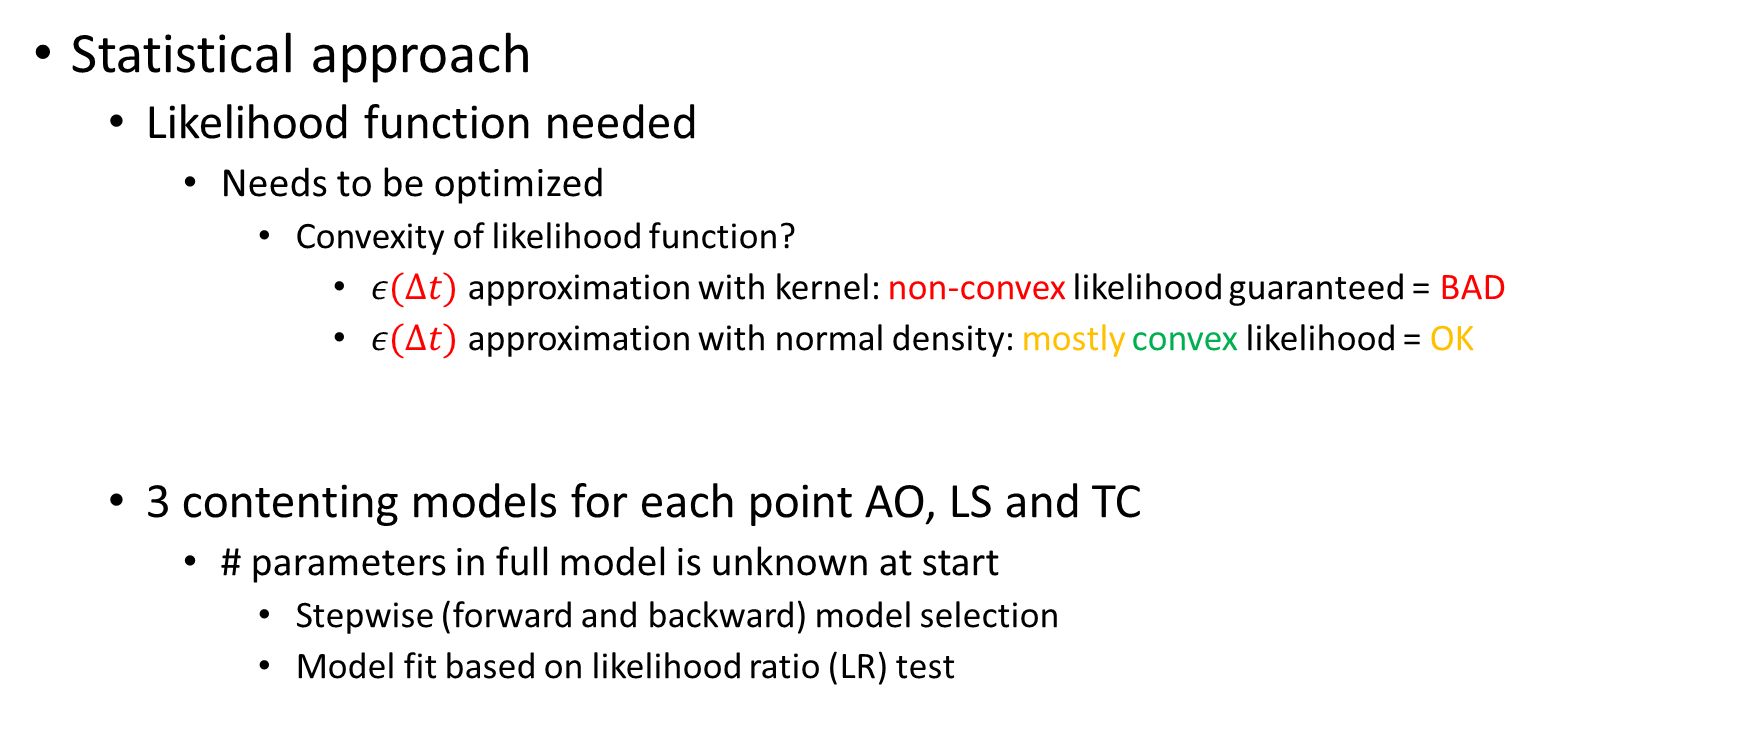 • Statistical approach
• Likelihood function needed
• Needs to be optimized
• Convexity of likelihood function?
• ϵ(Δt) approximation with kernel: non-convex likelihood guaranteed = BAD
• ϵ(Δt) approximation with normal density: mostly convex likelihood = OK
• 3 contenting models for each point AO, LS and TC
• # parameters in full model is unknown at start
• Stepwise (forward and backward) model selection
• Model fit based on likelihood ratio (LR) test